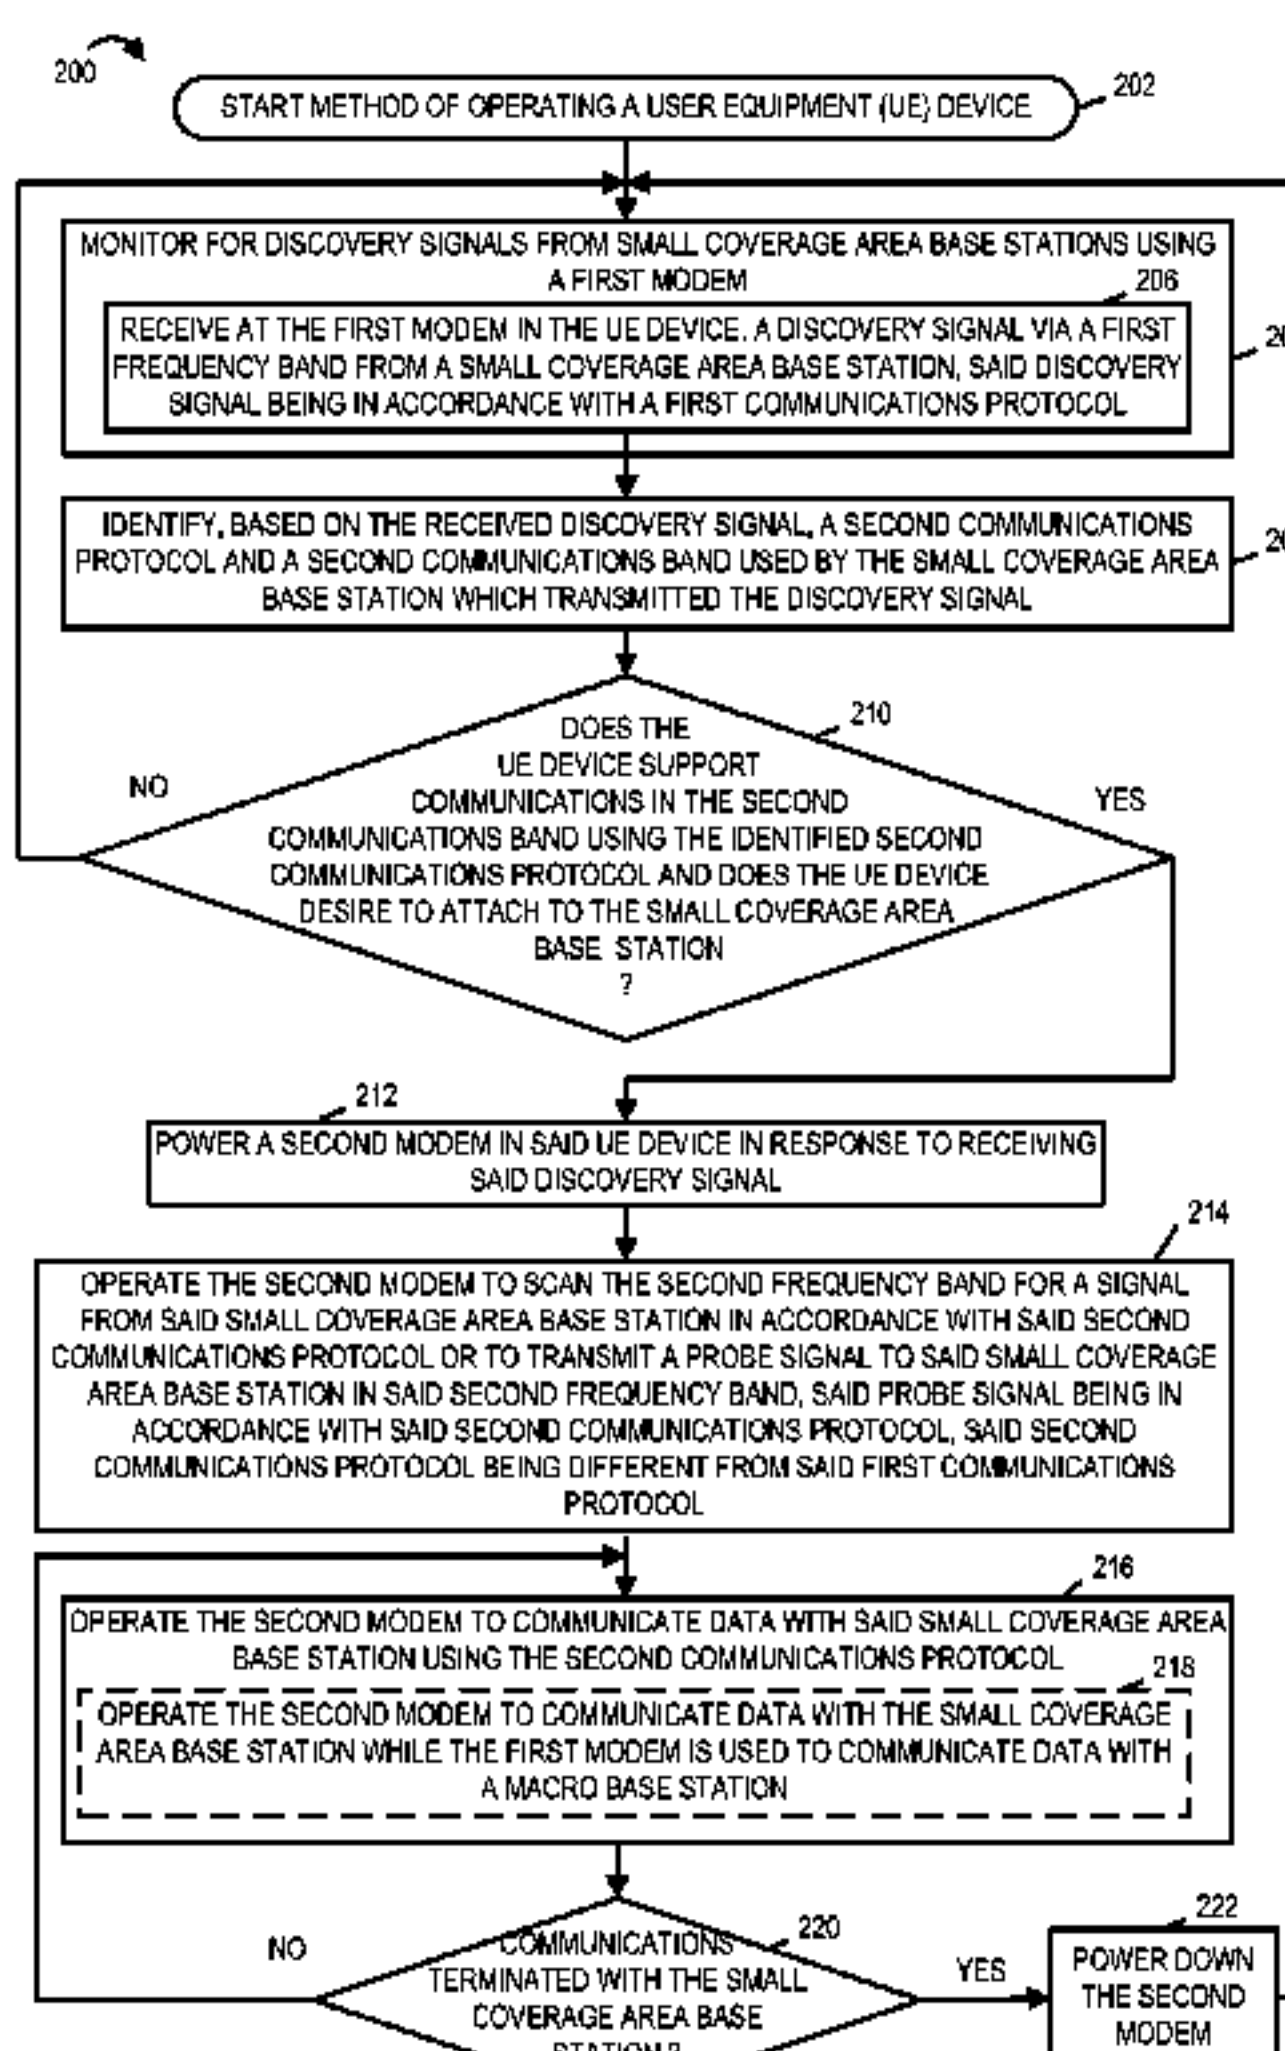 200
START METHOD OF OPERATING A USER EQUIPMENT (UE) DEVICE
202
MONITOR FOR DISCOVERY SIGNALS FROM SMALL COVERAGE AREA BASE STATIONS USING
A FIRST MODEM
206
RECEIVE AT THE FIRST MODEM IN THE UE DEVICE. A DISCOVERY SIGNAL VIA A FIRST
FREQUENCY BAND FROM A SMALL COVERAGE AREA BASE STATION, SAID DISCOVERY
SIGNAL BEING IN ACCORDANCE WITH A FIRST COMMUNICATIONS PROTOCOL
IDENTIFY, BASED ON THE RECEIVED DISCOVERY SIGNAL, A SECOND COMMUNICATIONS
PROTOCOL AND A SECOND COMMUNICATIONS BAND USED BY THE SMALL COVERAGE AREA
BASE STATION WHICH TRANSMITTED THE DISCOVERY SIGNAL
210
DOES THE
UE DEVICE SUPPORT
COMMUNICATIONS IN THE SECOND
COMMUNICATIONS BAND USING THE IDENTIFIED SECOND
COMMUNICATIONS PROTOCOL AND DOES THE UE DEVICE
DESIRE TO ATTACH TO THE SMALL COVERAGE AREA
BASE STATION
?
NO
YES
212
POWER A SECOND MODEM IN SAID UE DEVICE IN RESPONSE TO RECEIVING
SAID DISCOVERY SIGNAL
214
OPERATE THE SECOND MODEM TO SCAN THE SECOND FREQUENCY BAND FOR A SIGNAL
FROM SAID SMALL COVERAGE AREA BASE STATION IN ACCORDANCE WITH SAID SECOND
COMMUNICATIONS PROTOCOL OR TO TRANSMIT A PROBE SIGNAL TO SAID SMALL COVERAGE
AREA BASE STATION IN SAID SECOND FREQUENCY BAND, SAID PROBE SIGNAL BEING IN
ACCORDANCE WITH SAID SECOND COMMUNICATIONS PROTOCOL, SAID SECOND
COMMUNICATIONS PROTOCOL BEING DIFFERENT FROM SAID FIRST COMMUNICATIONS
PROTOCOL
216
OPERATE THE SECOND MODEM TO COMMUNICATE DATA WITH SAID SMALL COVERAGE AREA
BASE STATION USING THE SECOND COMMUNICATIONS PROTOCOL
218
OPERATE THE SECOND MODEM TO COMMUNICATE DATA WITH THE SMALL COVERAGE
AREA BASE STATION WHILE THE FIRST MODEM IS USED TO COMMUNICATE DATA WITH
A MACRO BASE STATION
220
COMMUNICATIONS
TERMINATED WITH THE SMALL
COVERAGE AREA BASE
STATION ?
NO
YES
222
POWER DOWN
THE SECOND
MODEM